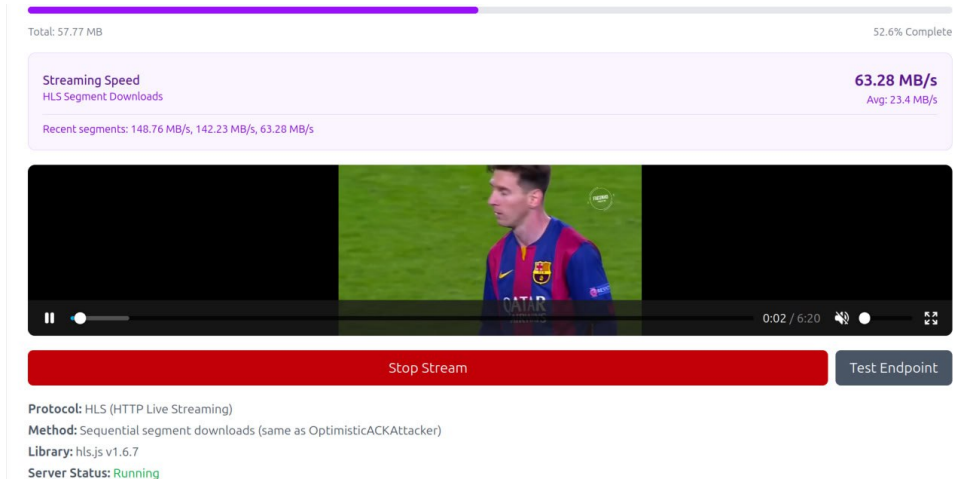 Total: 57.77 MB
52.6% Complete
Streaming Speed
HLS Segment Downloads
63.28 MB/s
Avg: 23.4 MB/s
Recent segments: 148.76 MB/s, 142.23 MB/s, 63.28 MB/s
QATAR
AIRWAYS
0:02 / 6:20
Stop Stream
Test Endpoint
Protocol: HLS (HTTP Live Streaming)
Method: Sequential segment downloads (same as OptimisticACKAttacker)
Library: hls.js v1.6.7
Server Status: Running